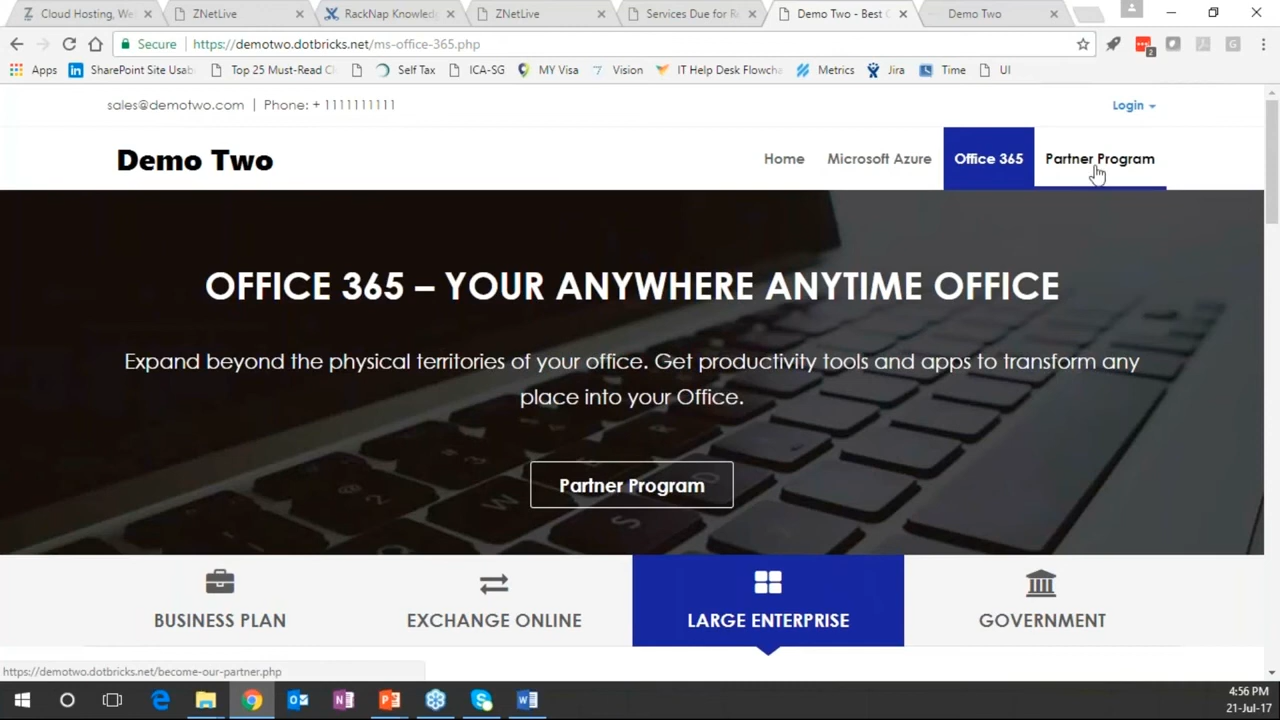 Cloud Hosting, We
ZNetLive
RackNap Knowled
ZNetLive
Services Due for R
Demo Two - Best C
Demo Two
Secure
https://demotwo.dotbricks.net/ms-office-365.php
2
Apps
SharePoint Site Usab
Top 25 Must-Read Cl
Self Tax
ICA-SG
MY Visa
Vision
IT Help Desk Flowcha
Metrics
Jira
Time
UI
sales@demotwo.com | Phone: + 1111111111
Login
Demo Two
Home
Microsoft Azure
Office 365
Partner Program
OFFICE 365 – YOUR ANYWHERE ANYTIME OFFICE
Expand beyond the physical territories of your office. Get productivity tools and apps to transform any
place into your Office.
Partner Program
BUSINESS PLAN
EXCHANGE ONLINE
LARGE ENTERPRISE
GOVERNMENT
https://demotwo.dotbricks.net/become-our-partner.php
4:56 PM
21-Jul-17